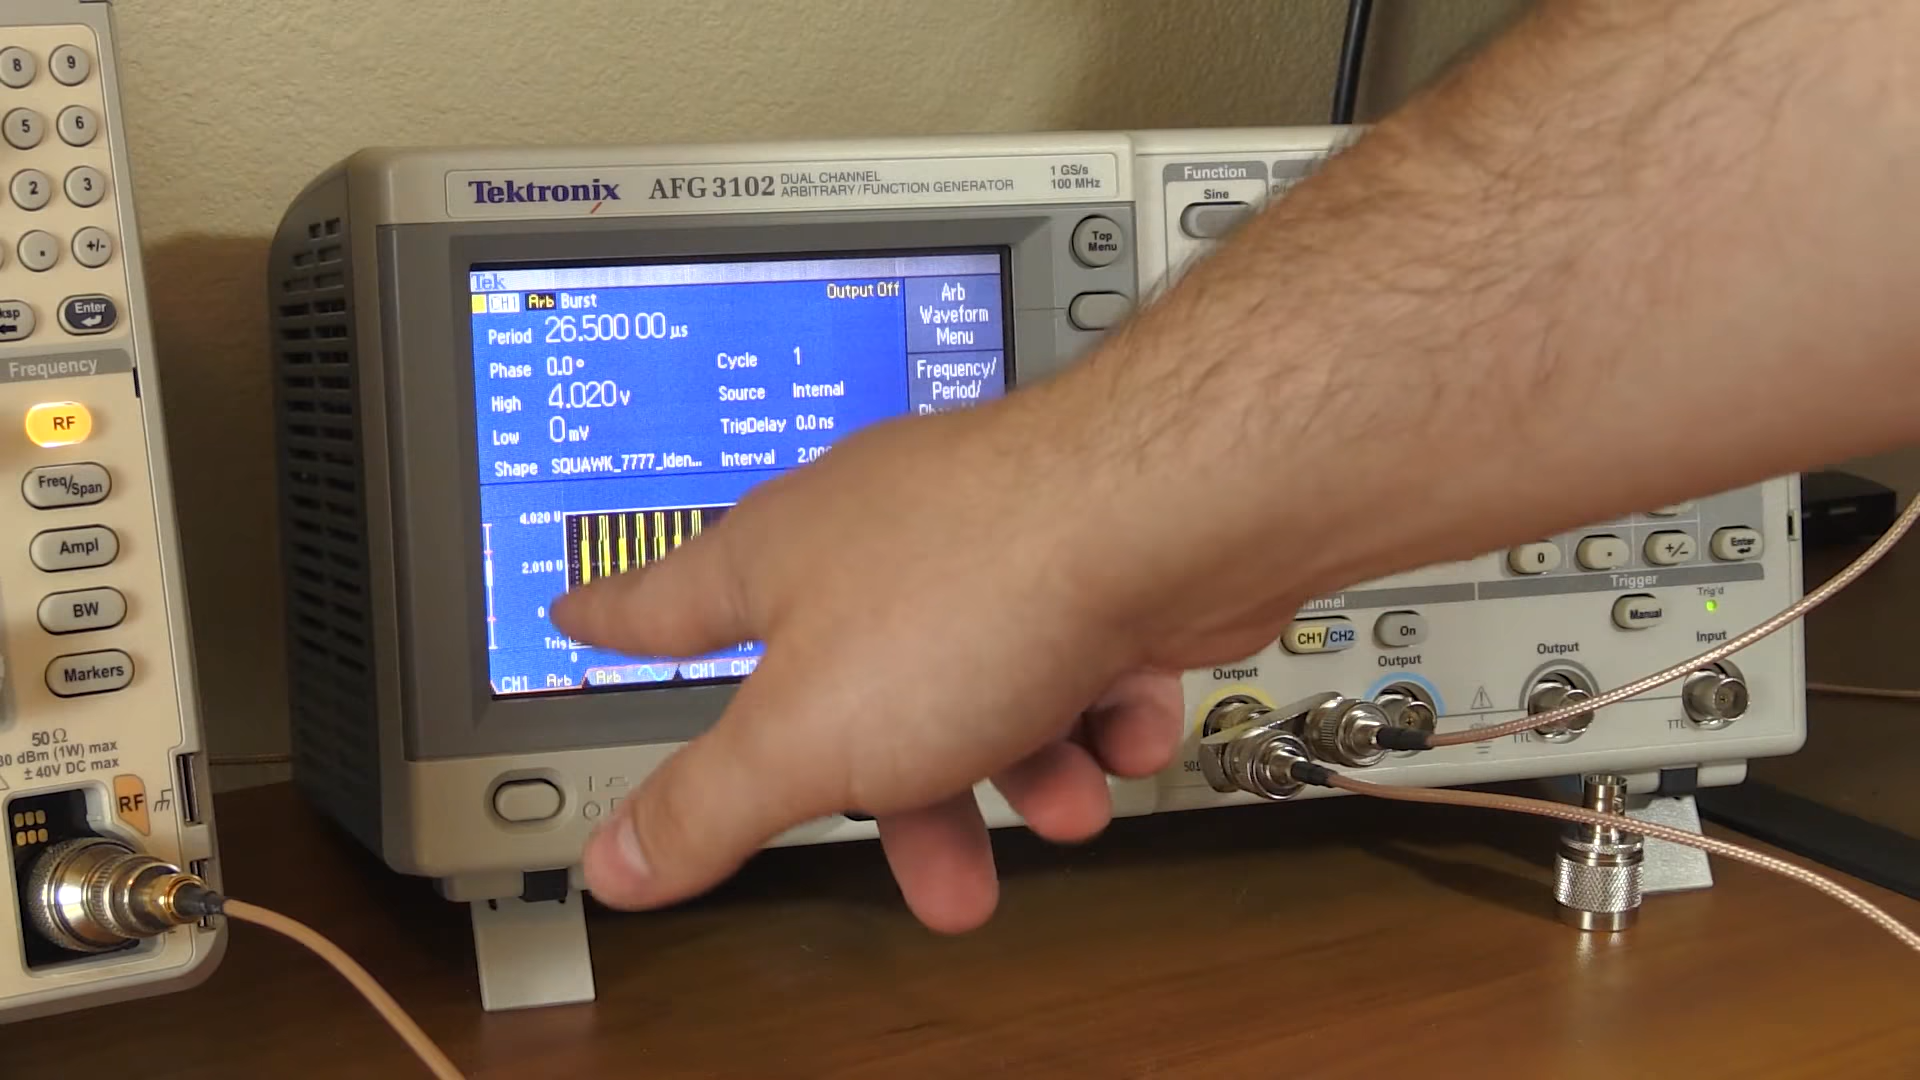 8 9
5 6
2 3
. +/-
Enter
Frequency
RF
Freq/Span
Ampl
BW
Markers
50Ω
± 40V DC max
RF
Tektronix AFG 3102 DUAL CHANNEL
ARBITRARY/FUNCTION GENERATOR
1 GS/s
100 MHz
Tek
CH1 Arb Burst
Output Off
Period 26.500 00 µs
Phase 0.0°
High 4.020 V
Low 0 mV
Shape SQUAWK_7777_Iden...
Cycle 1
Source Internal
TrigDelay 0.0 ns
Interval
4.020 V
2.010 V
0
0
CH1 Arb Arb CH1
Arb
Waveform
Menu
Frequency/
Period/
Top
Menu
Function
Sine
0 . +/- Enter
Trigger
Manual
Trig'd
Input
CH1/CH2
On
Output
Output
Output